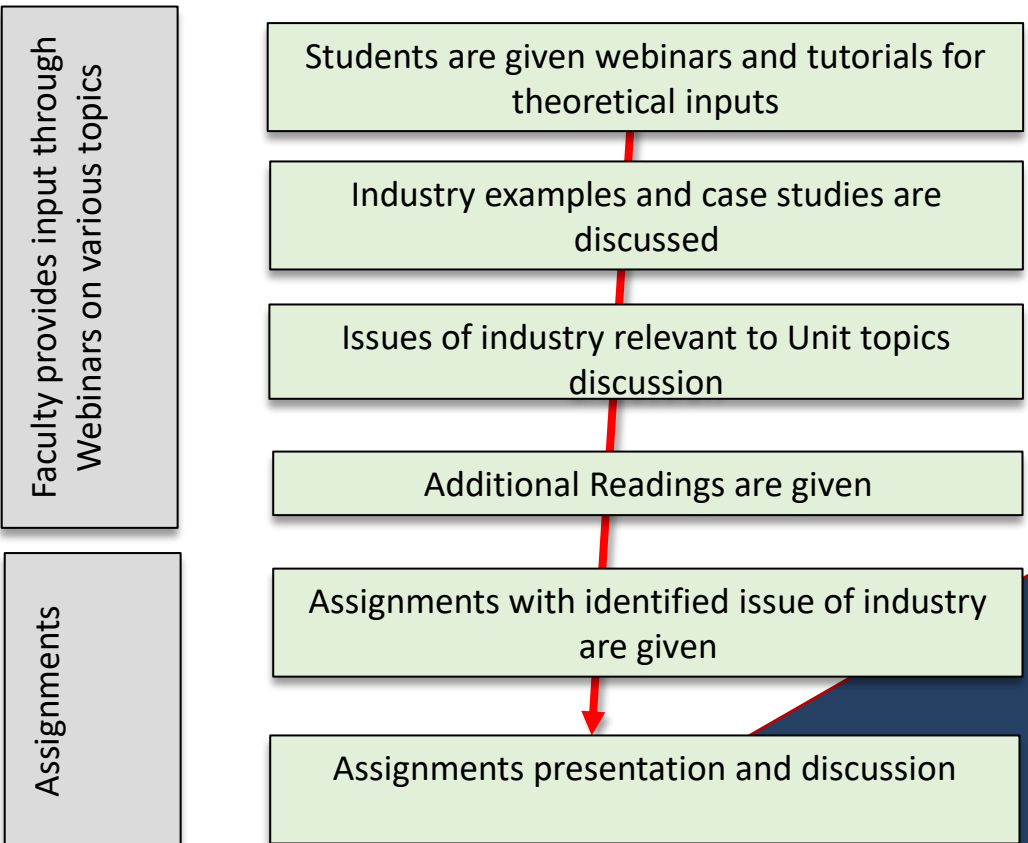 Faculty provides input through
Webinars on various topics
Students are given webinars and tutorials for
theoretical inputs
Industry examples and case studies are
discussed
Issues of industry relevant to Unit topics
discussion
Additional Readings are given
Assignments
Assignments with identified issue of industry
are given
Assignments presentation and discussion